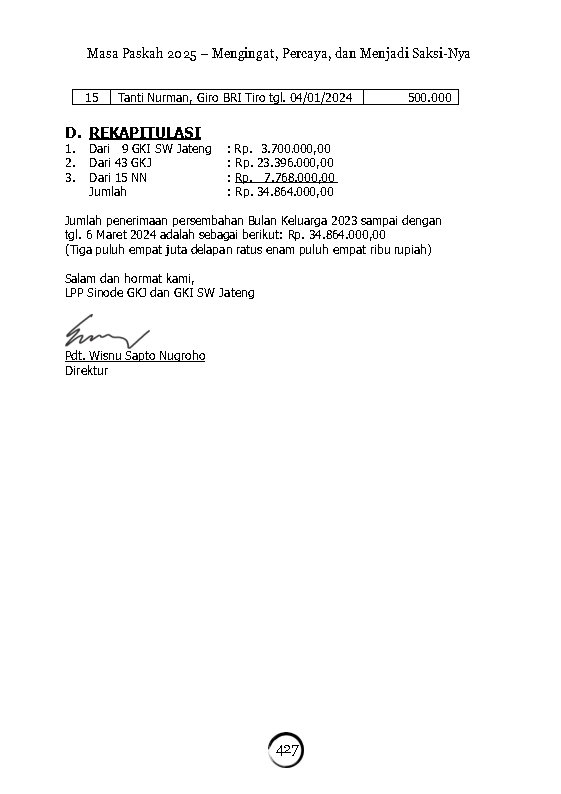 Masa Paskah 2025 – Mengingat, Percaya, dan Menjadi Saksi-Nya
15 Tanti Nurman, Giro BRI Tiro tgl. 04/01/2024 500.000
D. REKAPITULASI
1. Dari 9 GKI SW Jateng : Rp. 3.700.000,00
2. Dari 43 GKJ : Rp. 23.396.000,00
3. Dari 15 NN : Rp. 7.768.000,00
Jumlah : Rp. 34.864.000,00
Jumlah penerimaan persembahan Bulan Keluarga 2023 sampai dengan
tgl. 6 Maret 2024 adalah sebagai berikut: Rp. 34.864.000,00
(Tiga puluh empat juta delapan ratus enam puluh empat ribu rupiah)
Salam dan hormat kami,
LPP Sinode GKJ dan GKI SW Jateng
Pdt. Wisnu Sapto Nugroho
Direktur
427